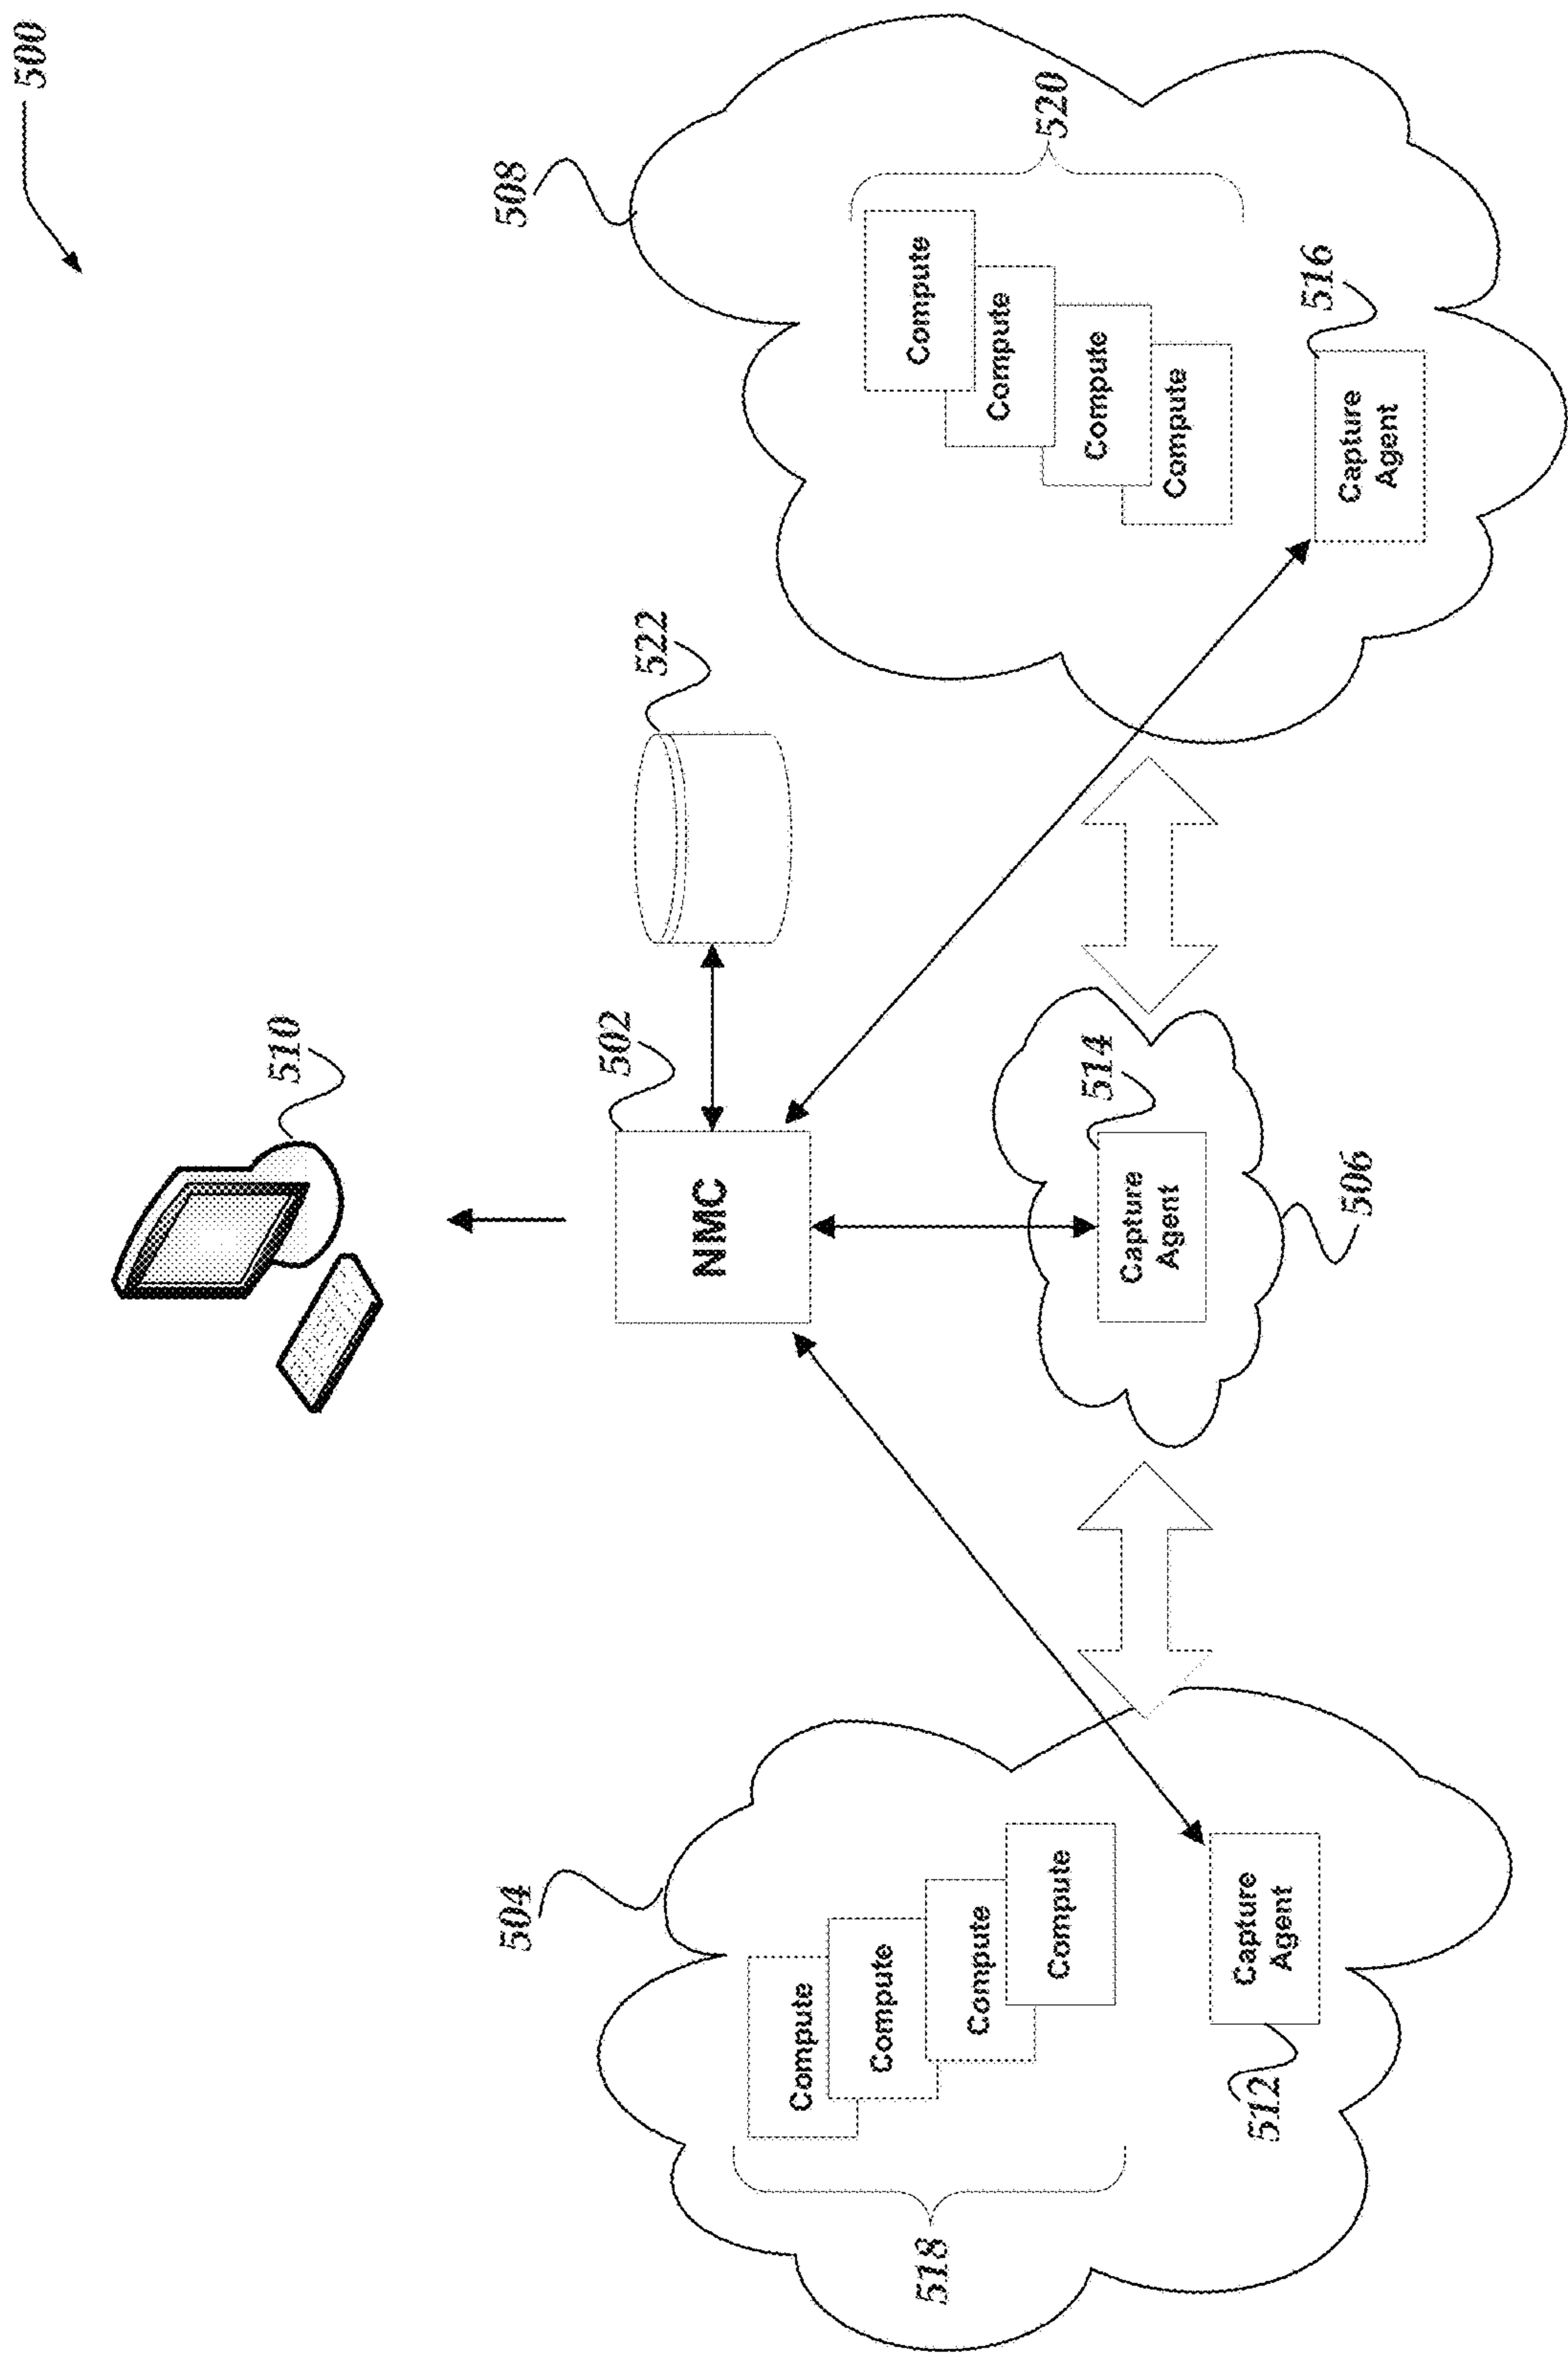 500
510
504
508
502
522
NMC
Compute
Compute
Compute
Compute
518
Capture
Agent
512
514
Capture
Agent
506
Compute
Compute
Compute
Compute
520
516
Capture
Agent